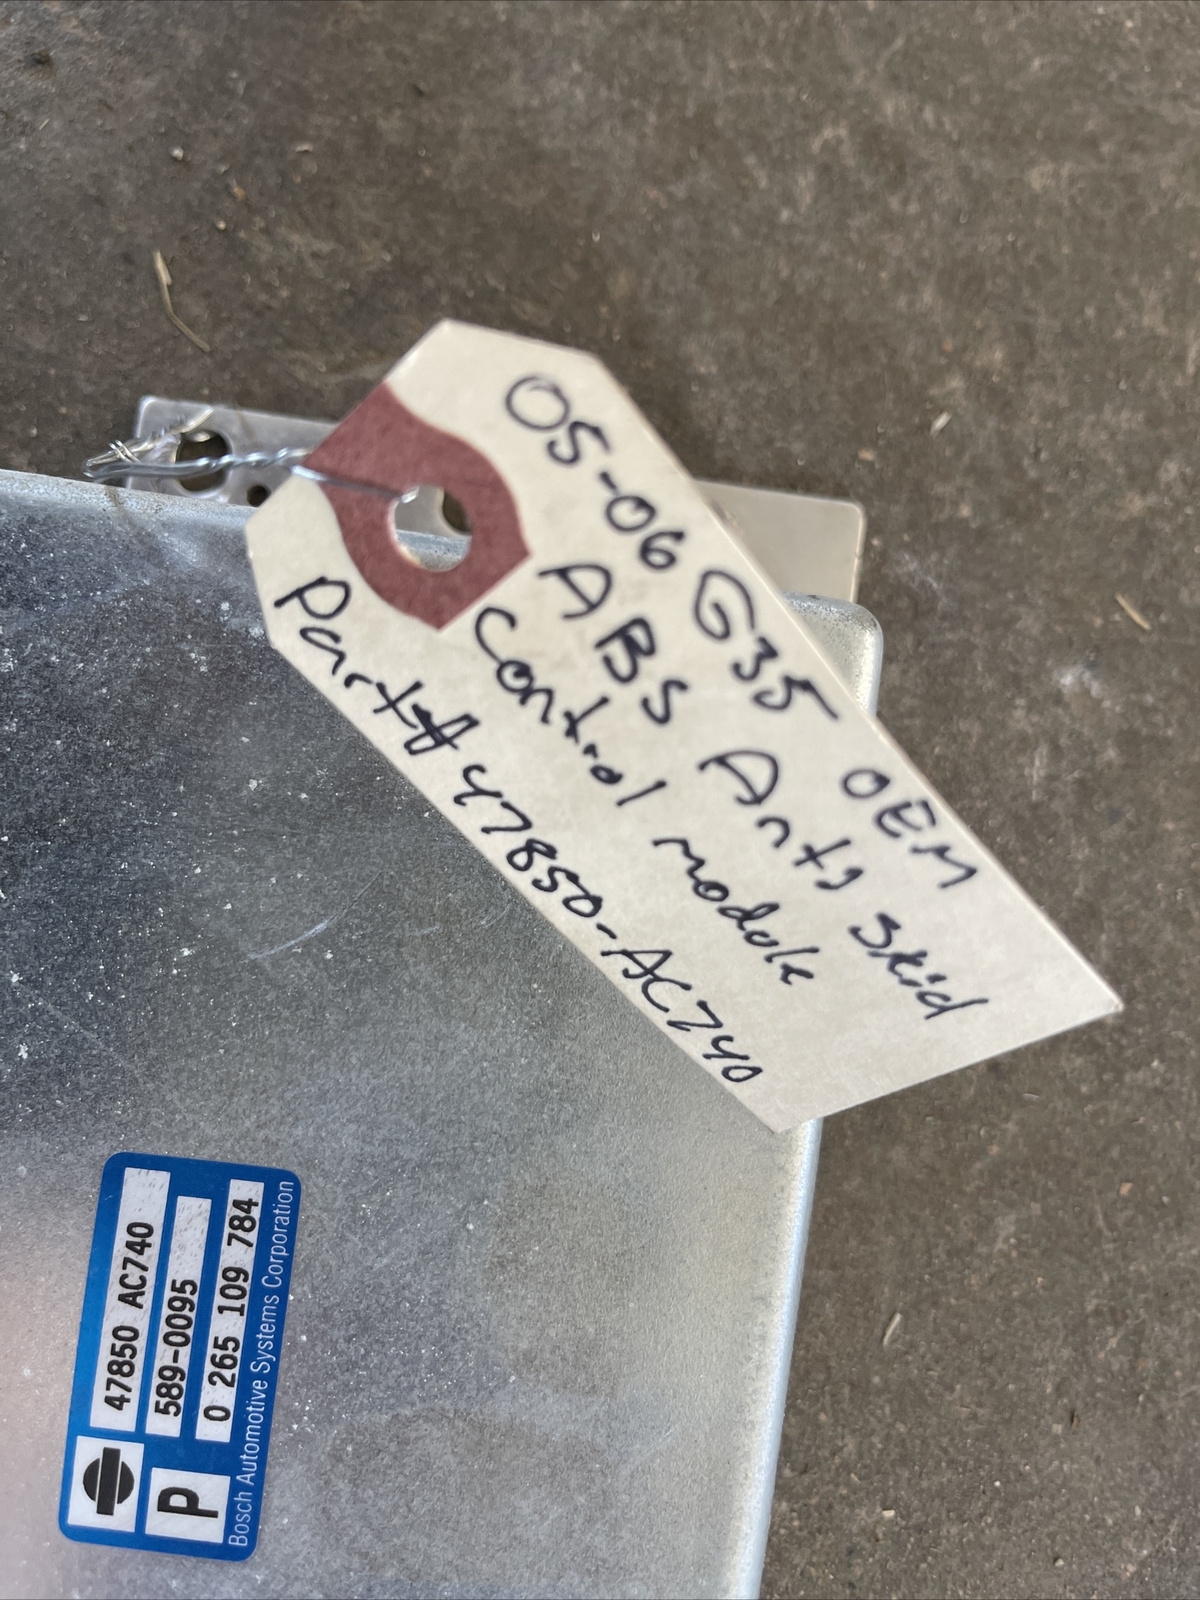 05-06 G35 OEM
ABS Anti Skid
Control module
Part# 47850-AC740
47850 AC740
589-0095
P
0 265 109 784
Bosch Automotive Systems Corporation